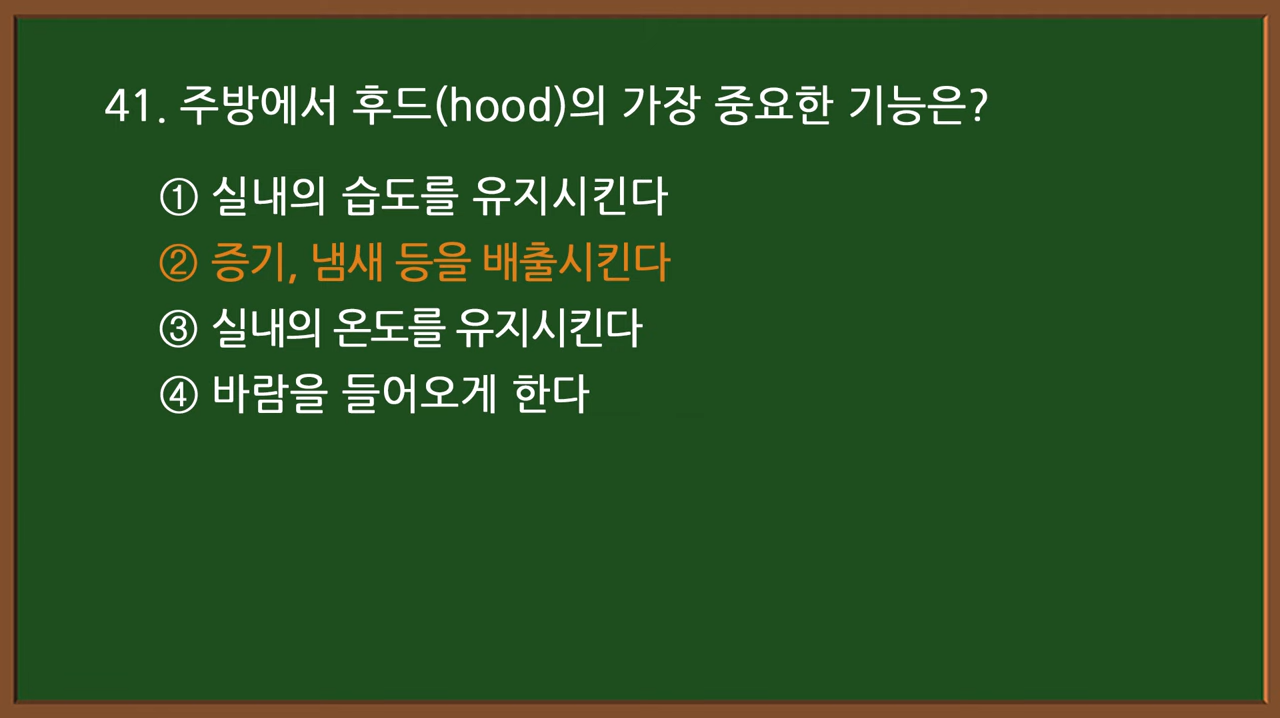 41. 주방에서 후드(hood)의 가장 중요한 기능은?
① 실내의 습도를 유지시킨다
② 증기, 냄새 등을 배출시킨다
③ 실내의 온도를 유지시킨다
④ 바람을 들어오게 한다